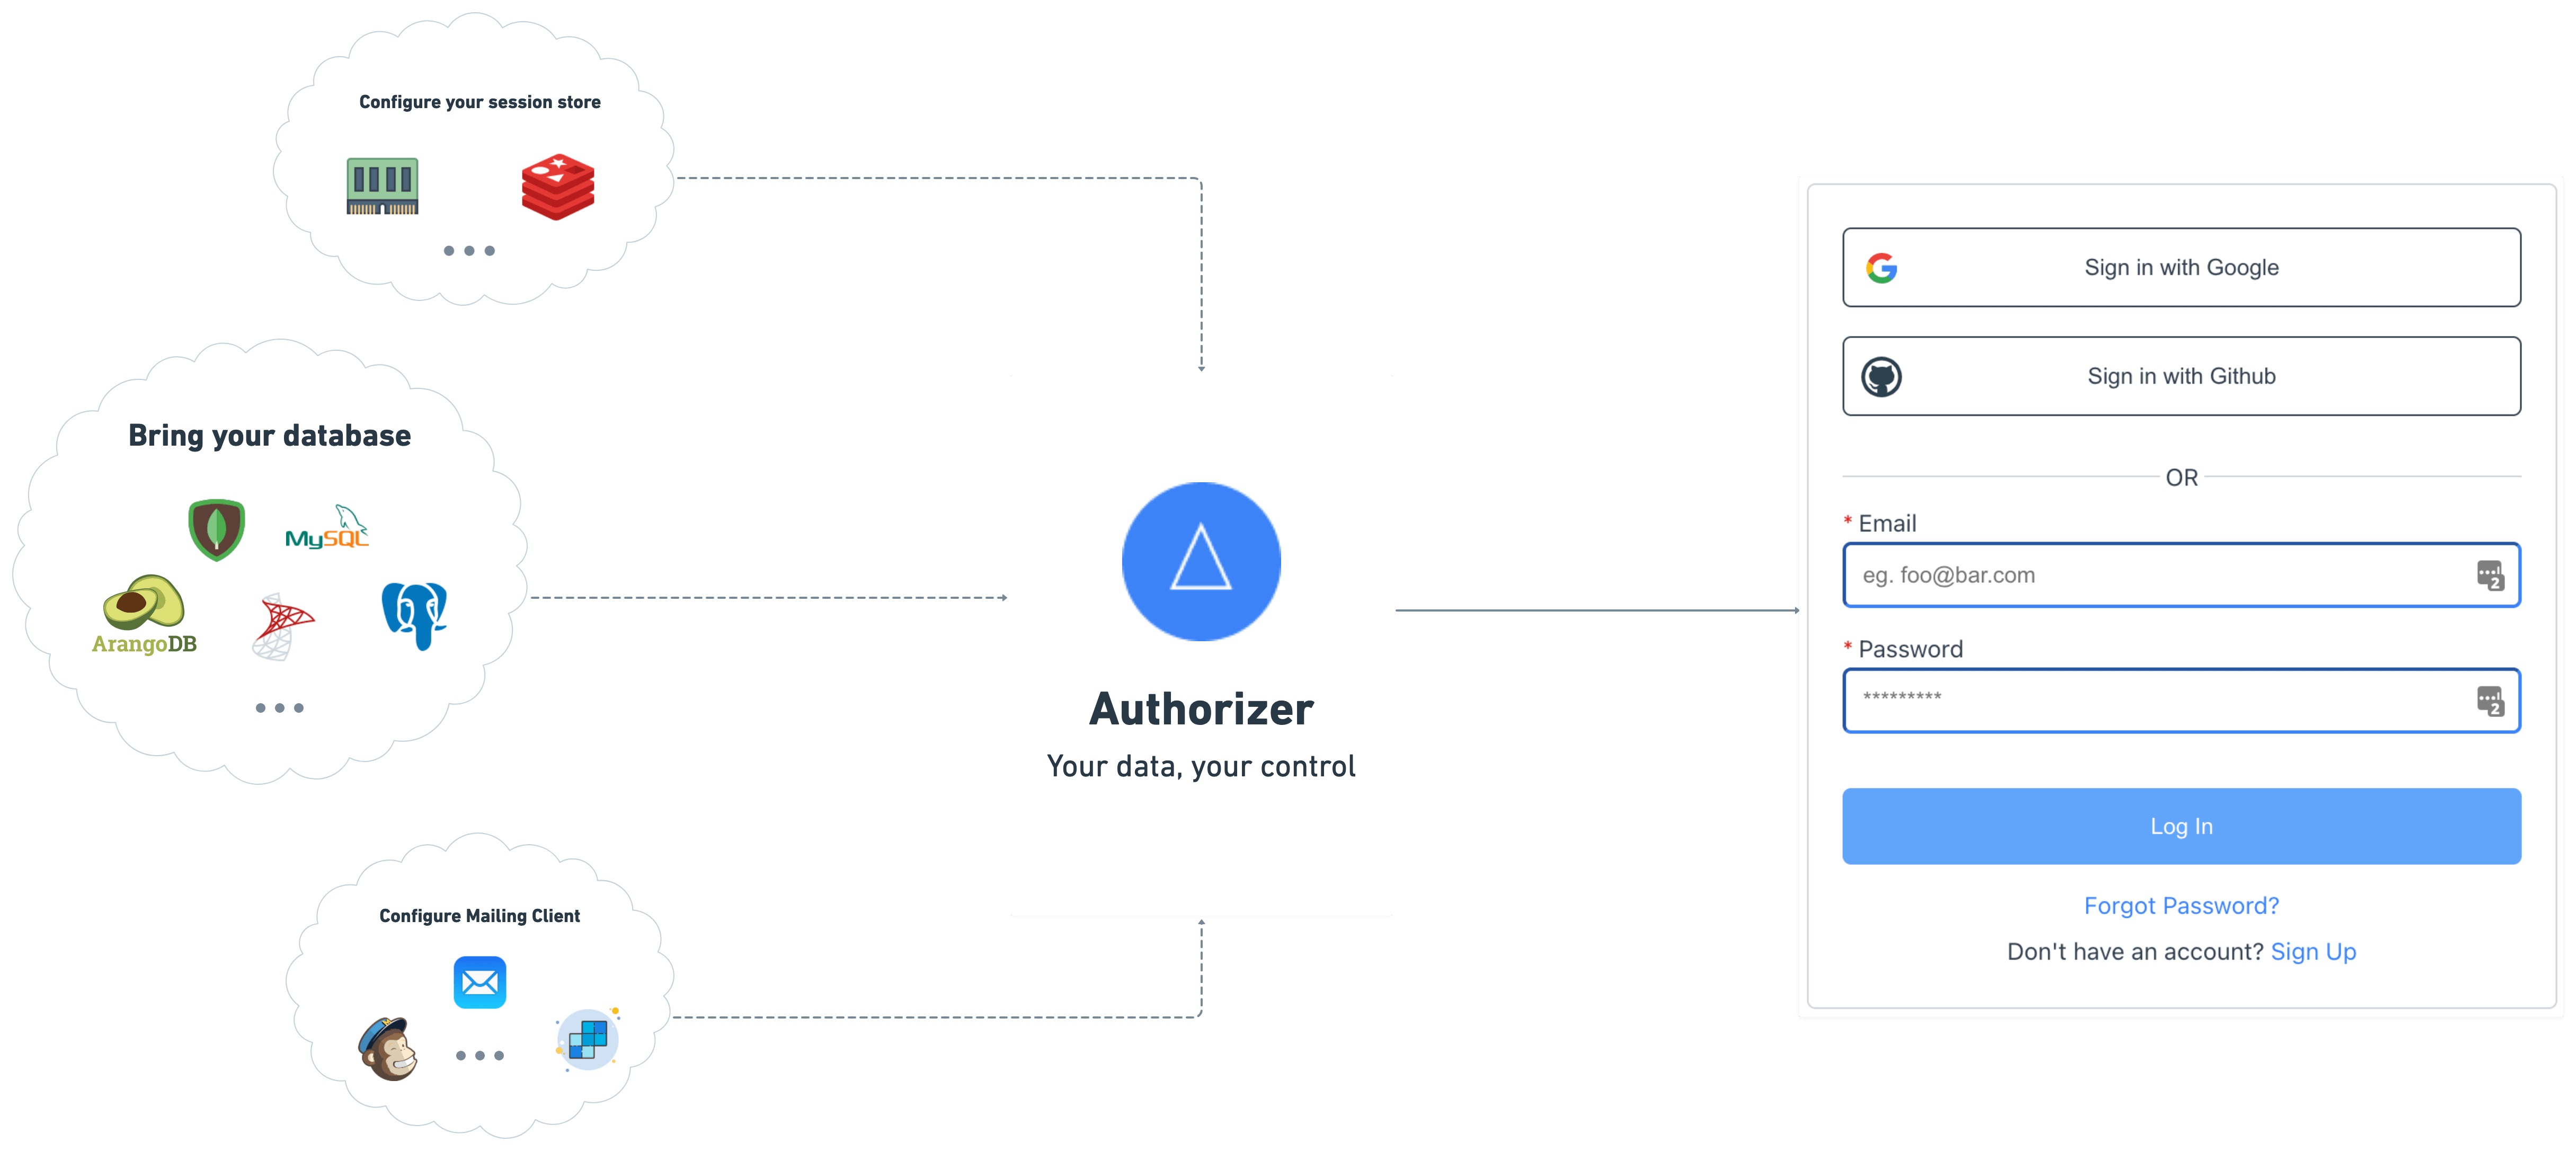 Configure your session store
Bring your database
MySQL
ArangoDB
Configure Mailing Client
Authorizer
Your data, your control
Sign in with Google
Sign in with Github
OR
* Email
eg. foo@bar.com
2
* Password
*********
2
Log In
Forgot Password?
Don't have an account? Sign Up